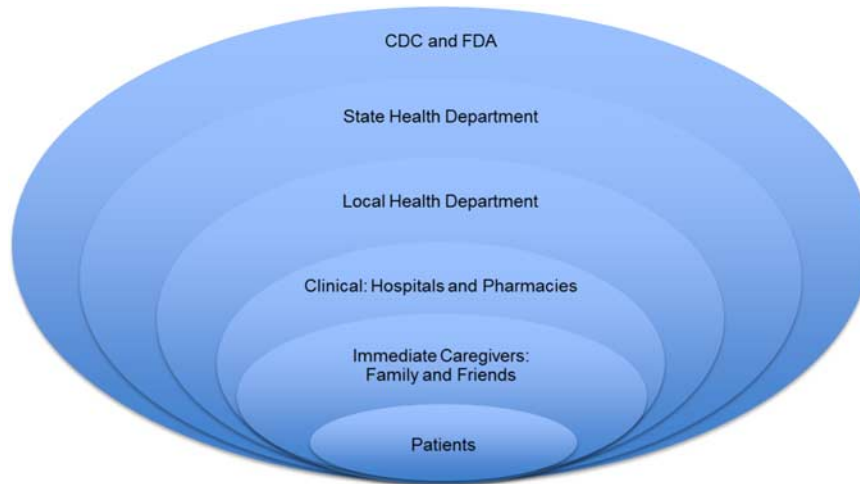 CDC and FDA
State Health Department
Local Health Department
Clinical: Hospitals and Pharmacies
Immediate Caregivers:
Family and Friends
Patients